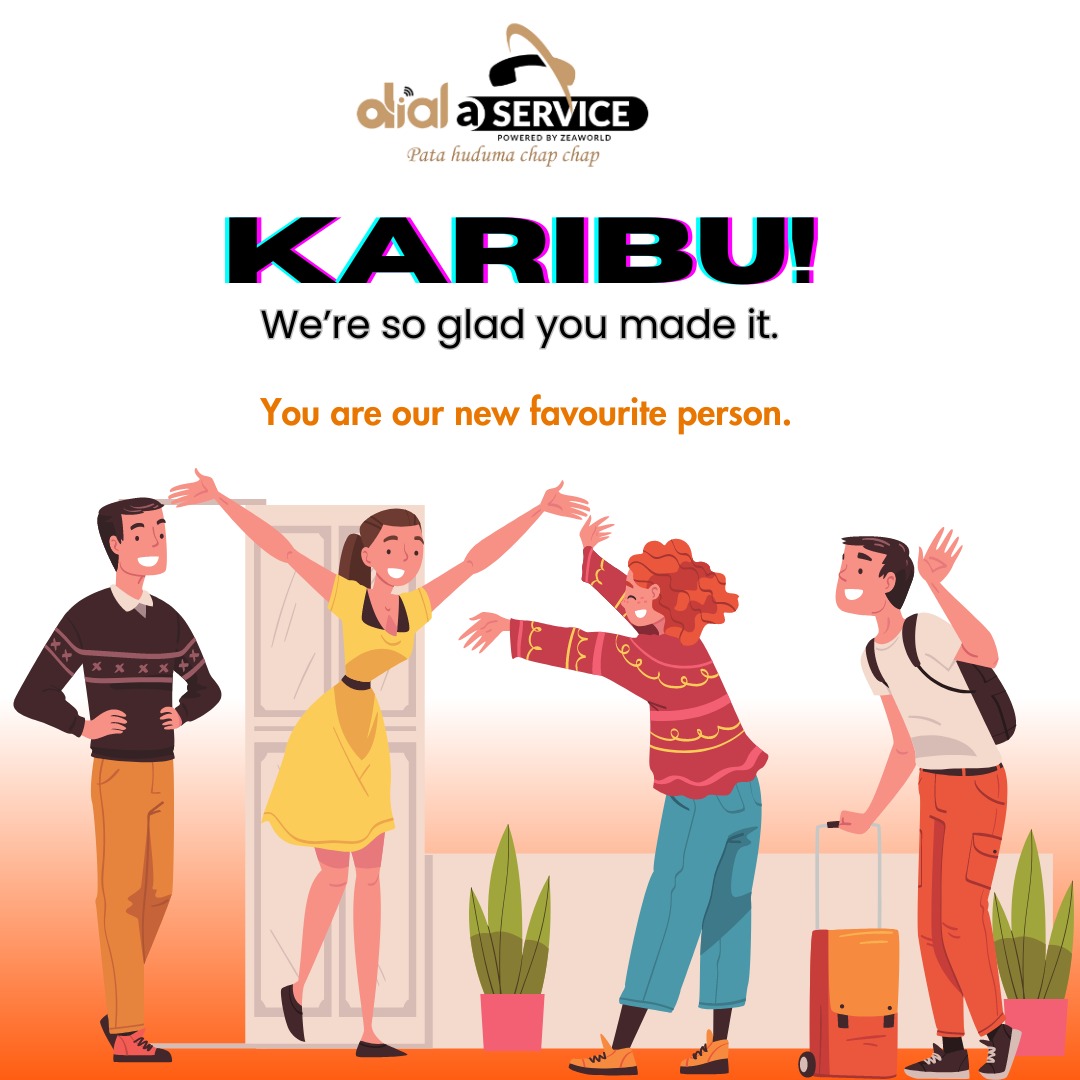 dial a SERVICE
POWERED BY ZEAWORLD
Pata huduma chap chap
KARIBU!
We're so glad you made it.
You are our new favourite person.